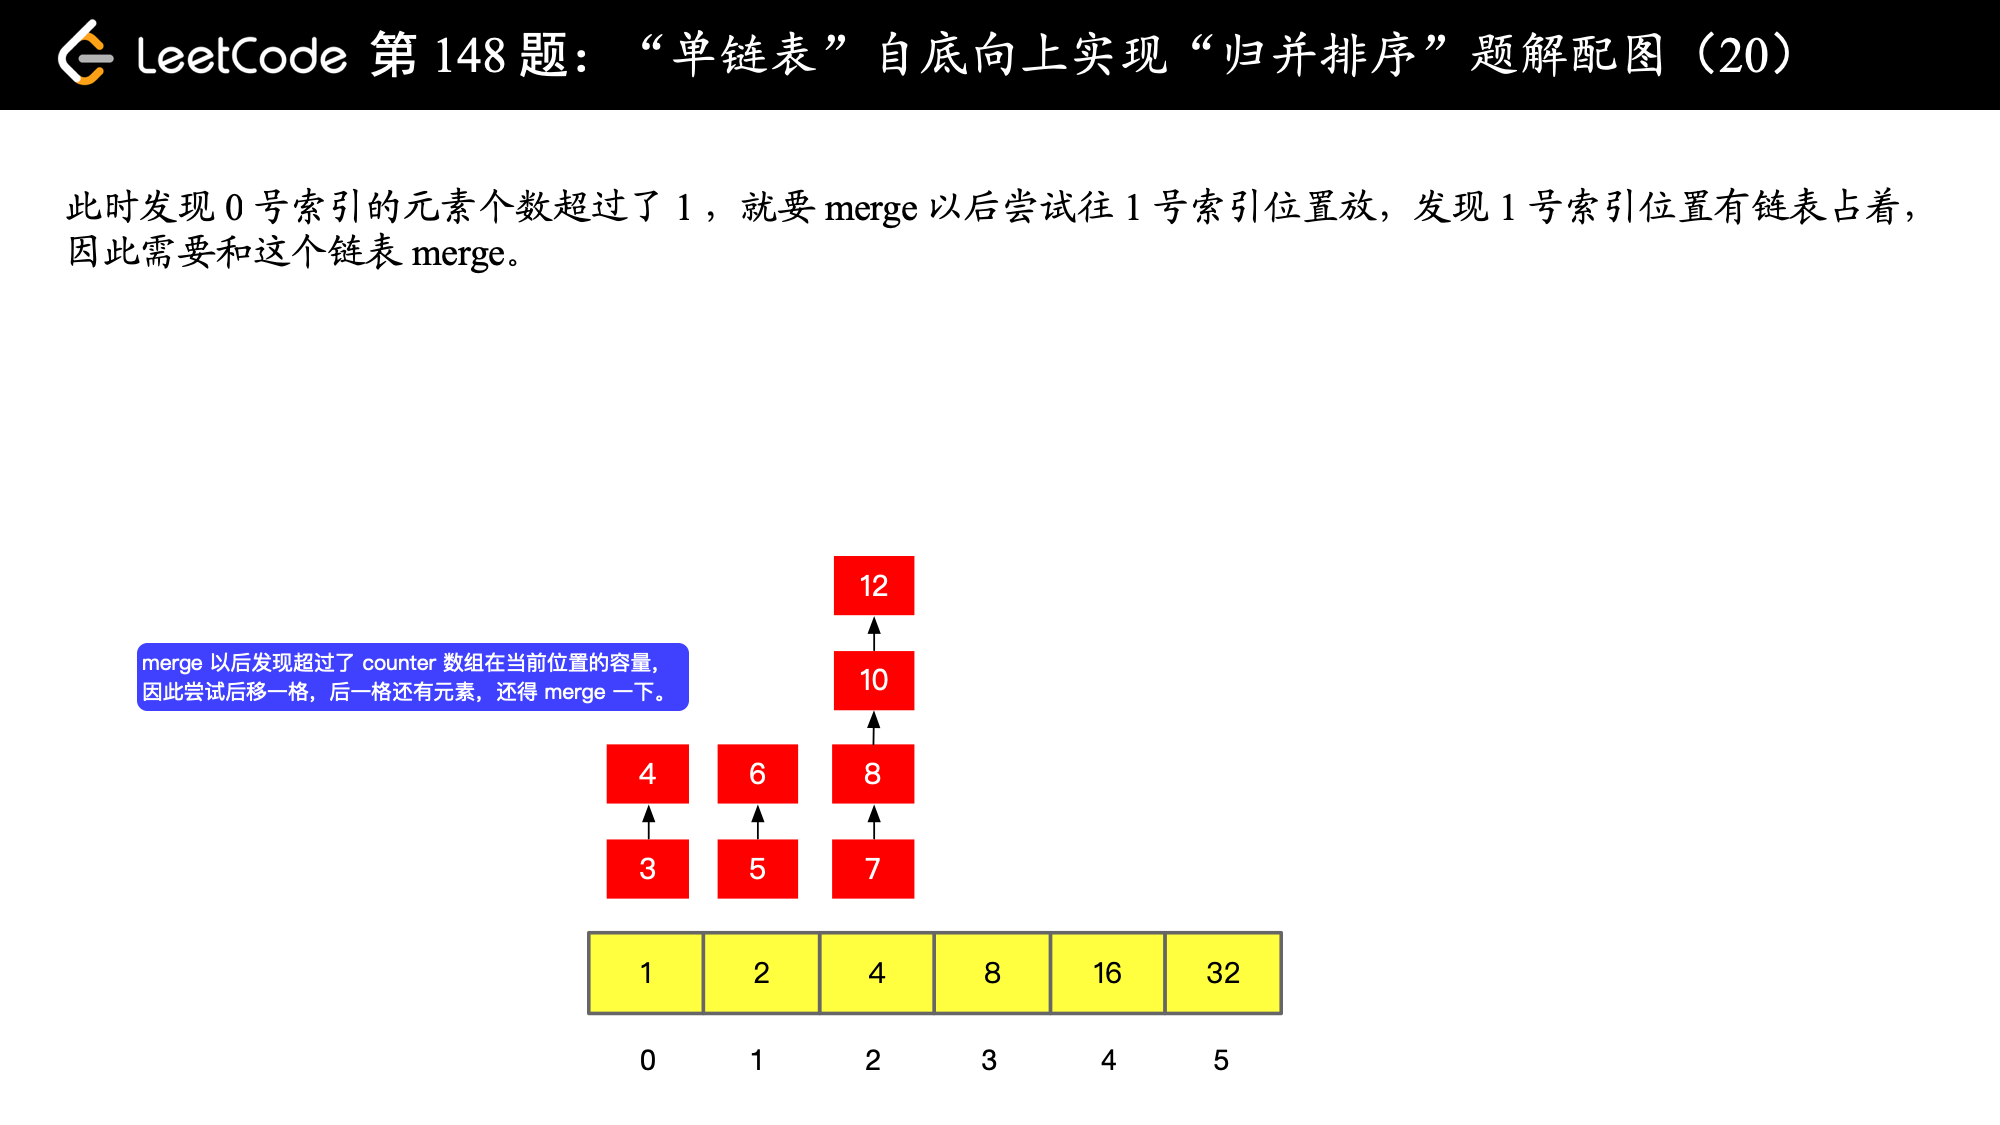 LeetCode 第 148 题：“单链表”自底向上实现“归并排序”题解配图（20）
此时发现 0 号索引的元素个数超过了 1 ，就要 merge 以后尝试往 1 号索引位置放，发现 1 号索引位置有链表占着，
因此需要和这个链表 merge。
12
merge 以后发现超过了 counter 数组在当前位置的容量，
因此尝试后移一格，后一格还有元素，还得 merge 一下。
10
4 6 8
3 5 7
1 2 4 8 16 32
0 1 2 3 4 5